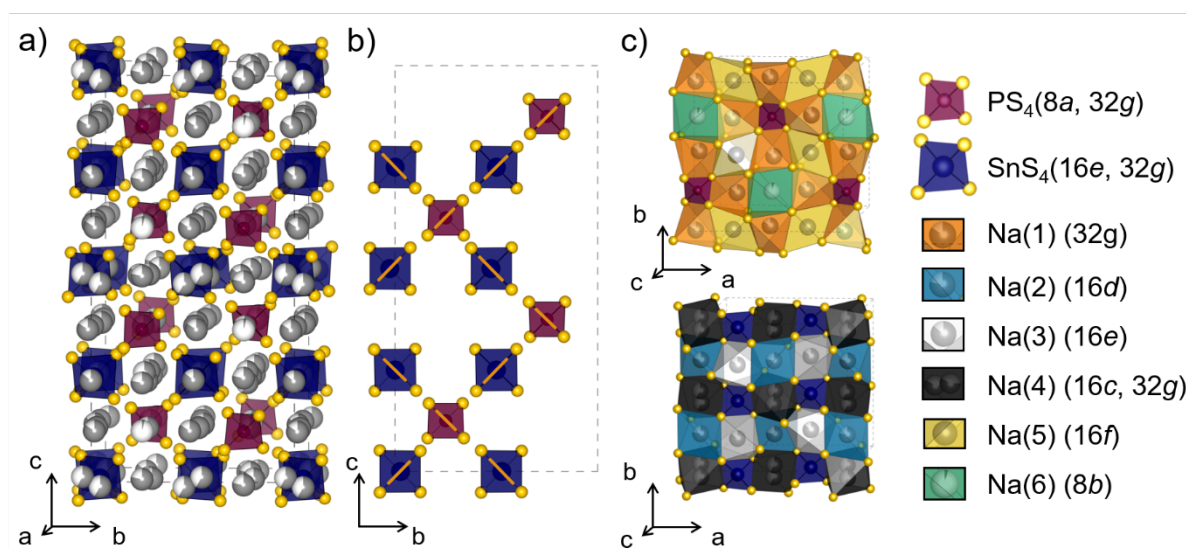 a)
b)
c)
c
a
b
c
b
b
c
a
b
c
a
PS₄(8a, 32g)
SnS₄(16e, 32g)
Na(1) (32g)
Na(2) (16d)
Na(3) (16e)
Na(4) (16c, 32g)
Na(5) (16f)
Na(6) (8b)